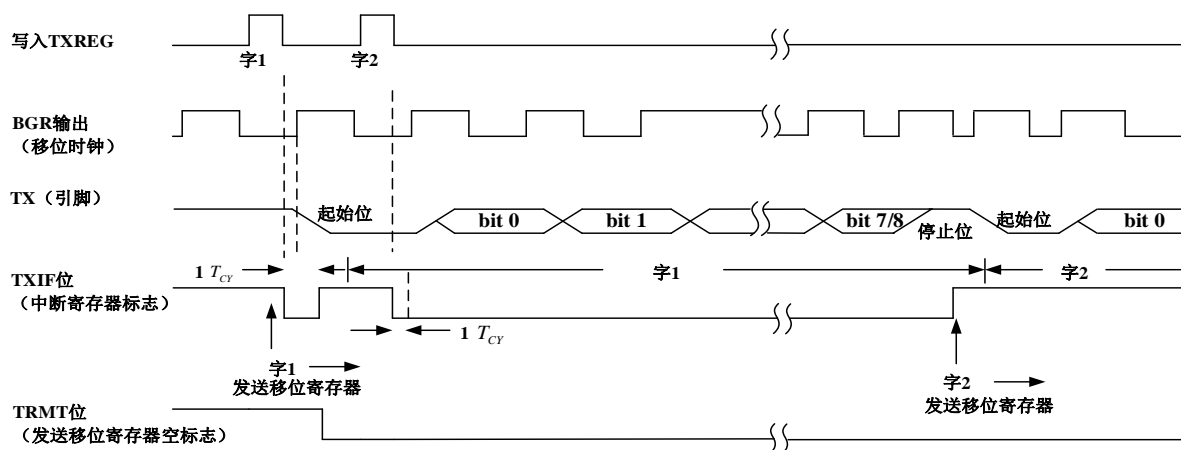 写入TXREG
字1
字2
BGR输出
（移位时钟）
TX（引脚）
起始位
bit 0
bit 1
bit 7/8
停止位
起始位
bit 0
1 TCY
字1
字2
TXIF位
（中断寄存器标志）
1 TCY
字1
发送移位寄存器
字2
发送移位寄存器
TRMT位
（发送移位寄存器空标志）